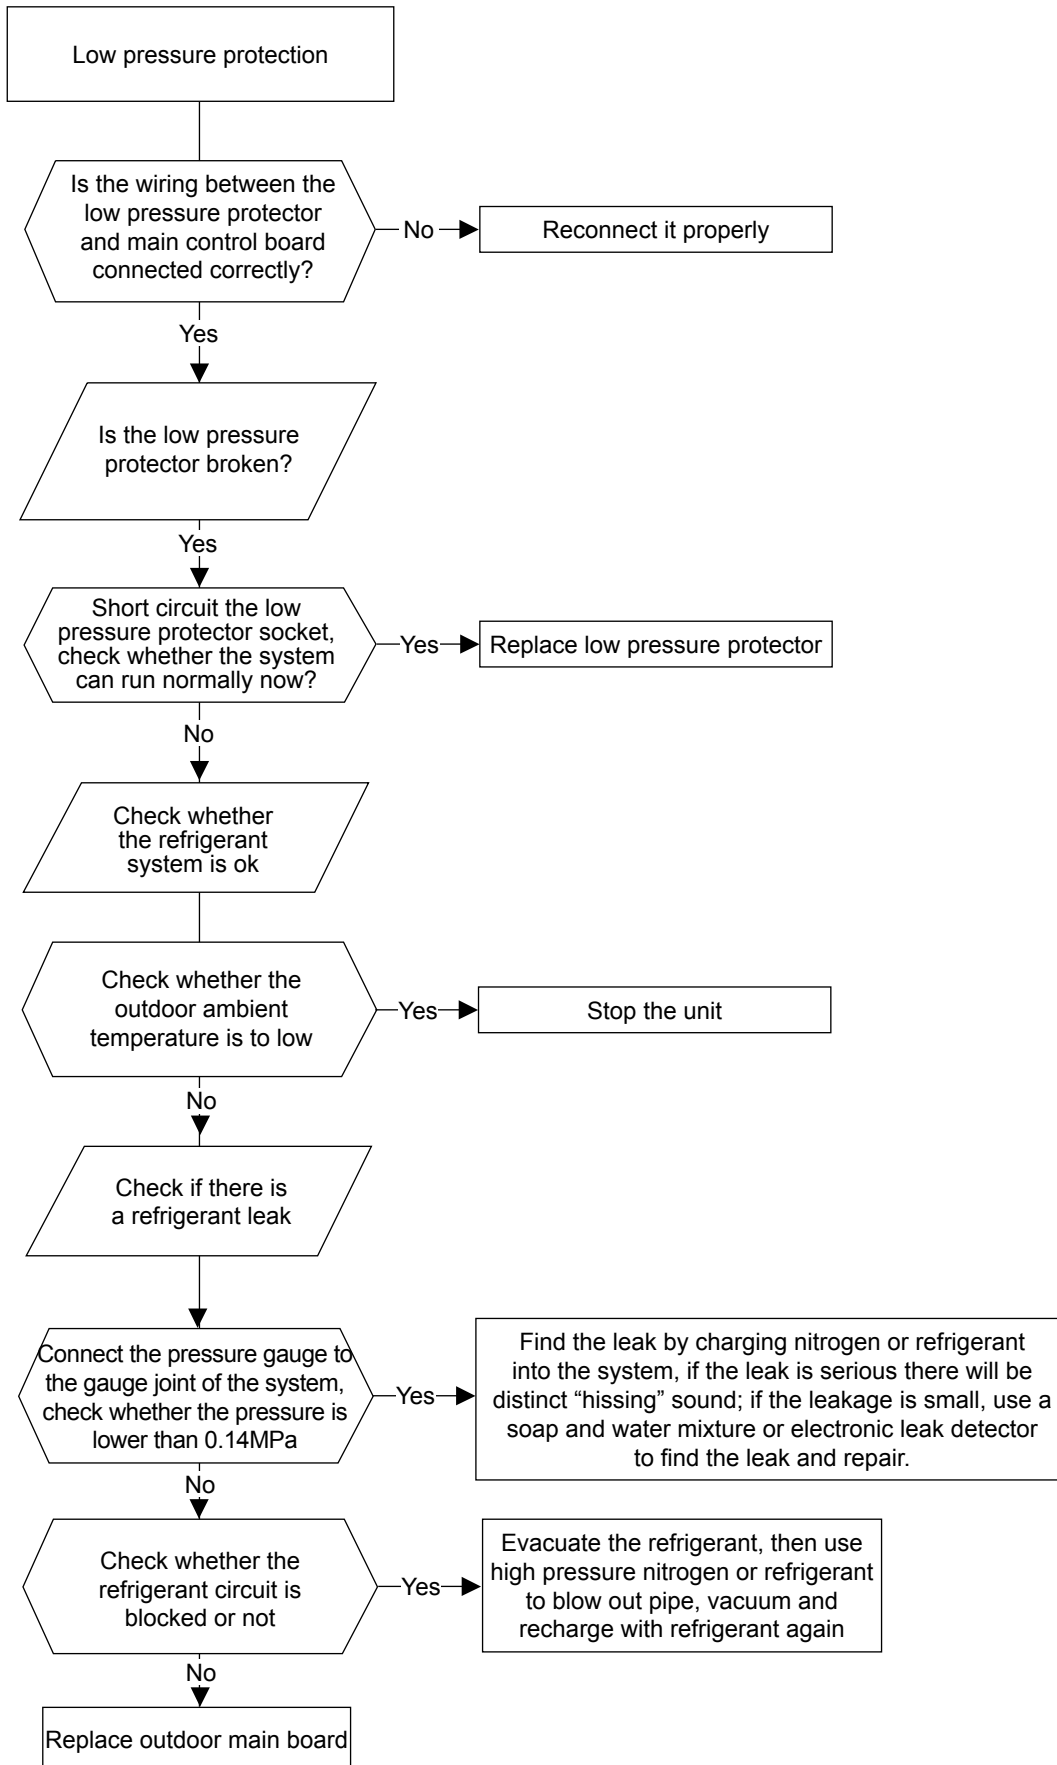 Low pressure protection
Is the wiring between the
low pressure protector
and main control board
connected correctly?
No
Reconnect it properly
Yes
Is the low pressure
protector broken?
Yes
Short circuit the low
pressure protector socket,
check whether the system
can run normally now?
Yes
Replace low pressure protector
No
Check whether
the refrigerant
system is ok
Check whether the
outdoor ambient
temperature is to low
Yes
Stop the unit
No
Check if there is
a refrigerant leak
Connect the pressure gauge to
the gauge joint of the system,
check whether the pressure is
lower than 0.14MPa
Yes
Find the leak by charging nitrogen or refrigerant
into the system, if the leak is serious there will be
distinct “hissing” sound; if the leakage is small, use a
soap and water mixture or electronic leak detector
to find the leak and repair.
No
Check whether the
refrigerant circuit is
blocked or not
Yes
Evacuate the refrigerant, then use
high pressure nitrogen or refrigerant
to blow out pipe, vacuum and
recharge with refrigerant again
No
Replace outdoor main board